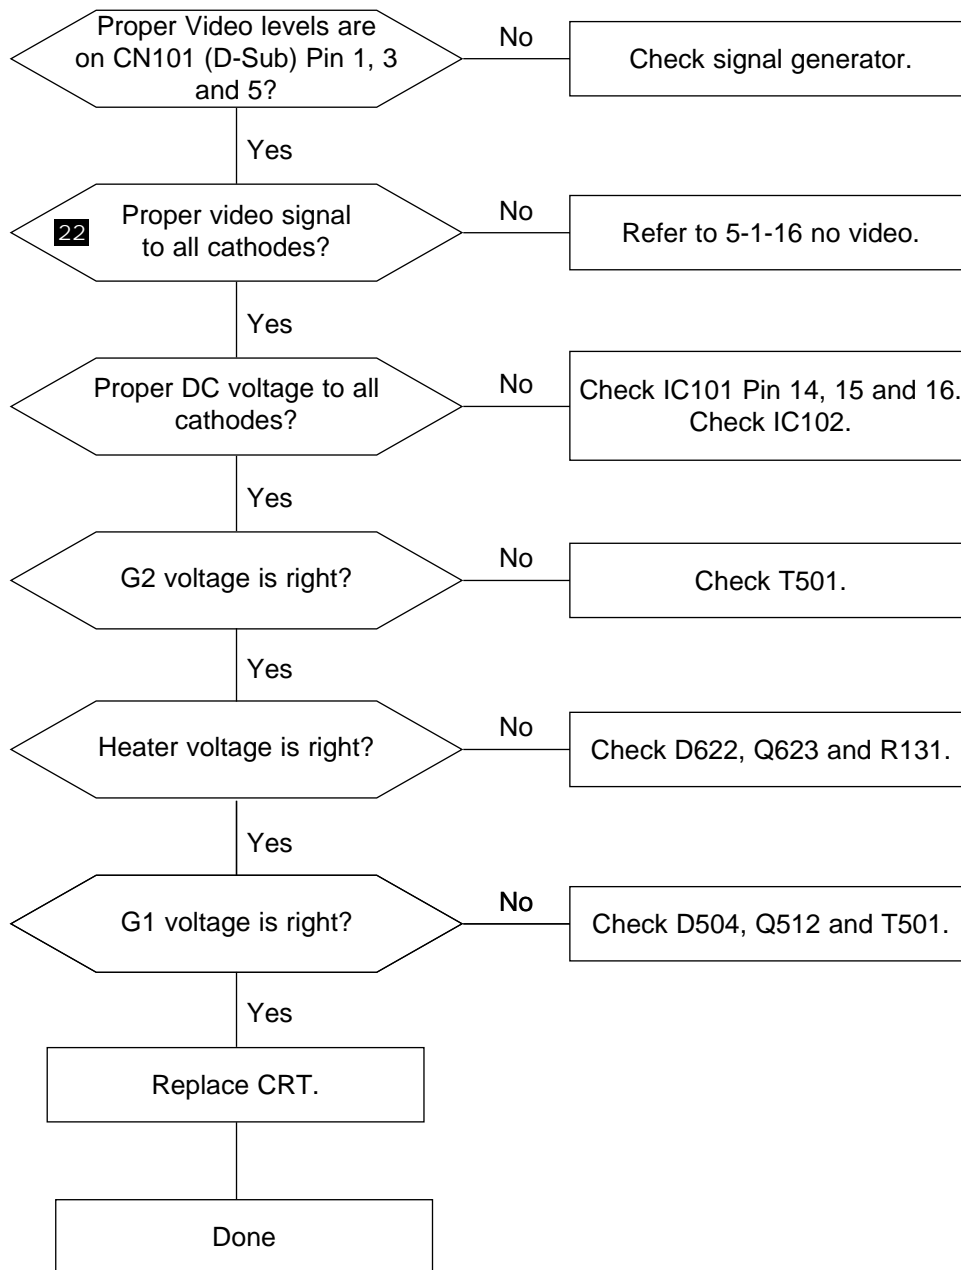 Proper Video levels are
on CN101 (D-Sub) Pin 1, 3
and 5?
No
Check signal generator.
Yes
22
Proper video signal
to all cathodes?
No
Refer to 5-1-16 no video.
Yes
Proper DC voltage to all
cathodes?
No
Check IC101 Pin 14, 15 and 16.
Check IC102.
Yes
G2 voltage is right?
No
Check T501.
Yes
Heater voltage is right?
No
Check D622, Q623 and R131.
Yes
G1 voltage is right?
No
Check D504, Q512 and T501.
Yes
Replace CRT.
Done